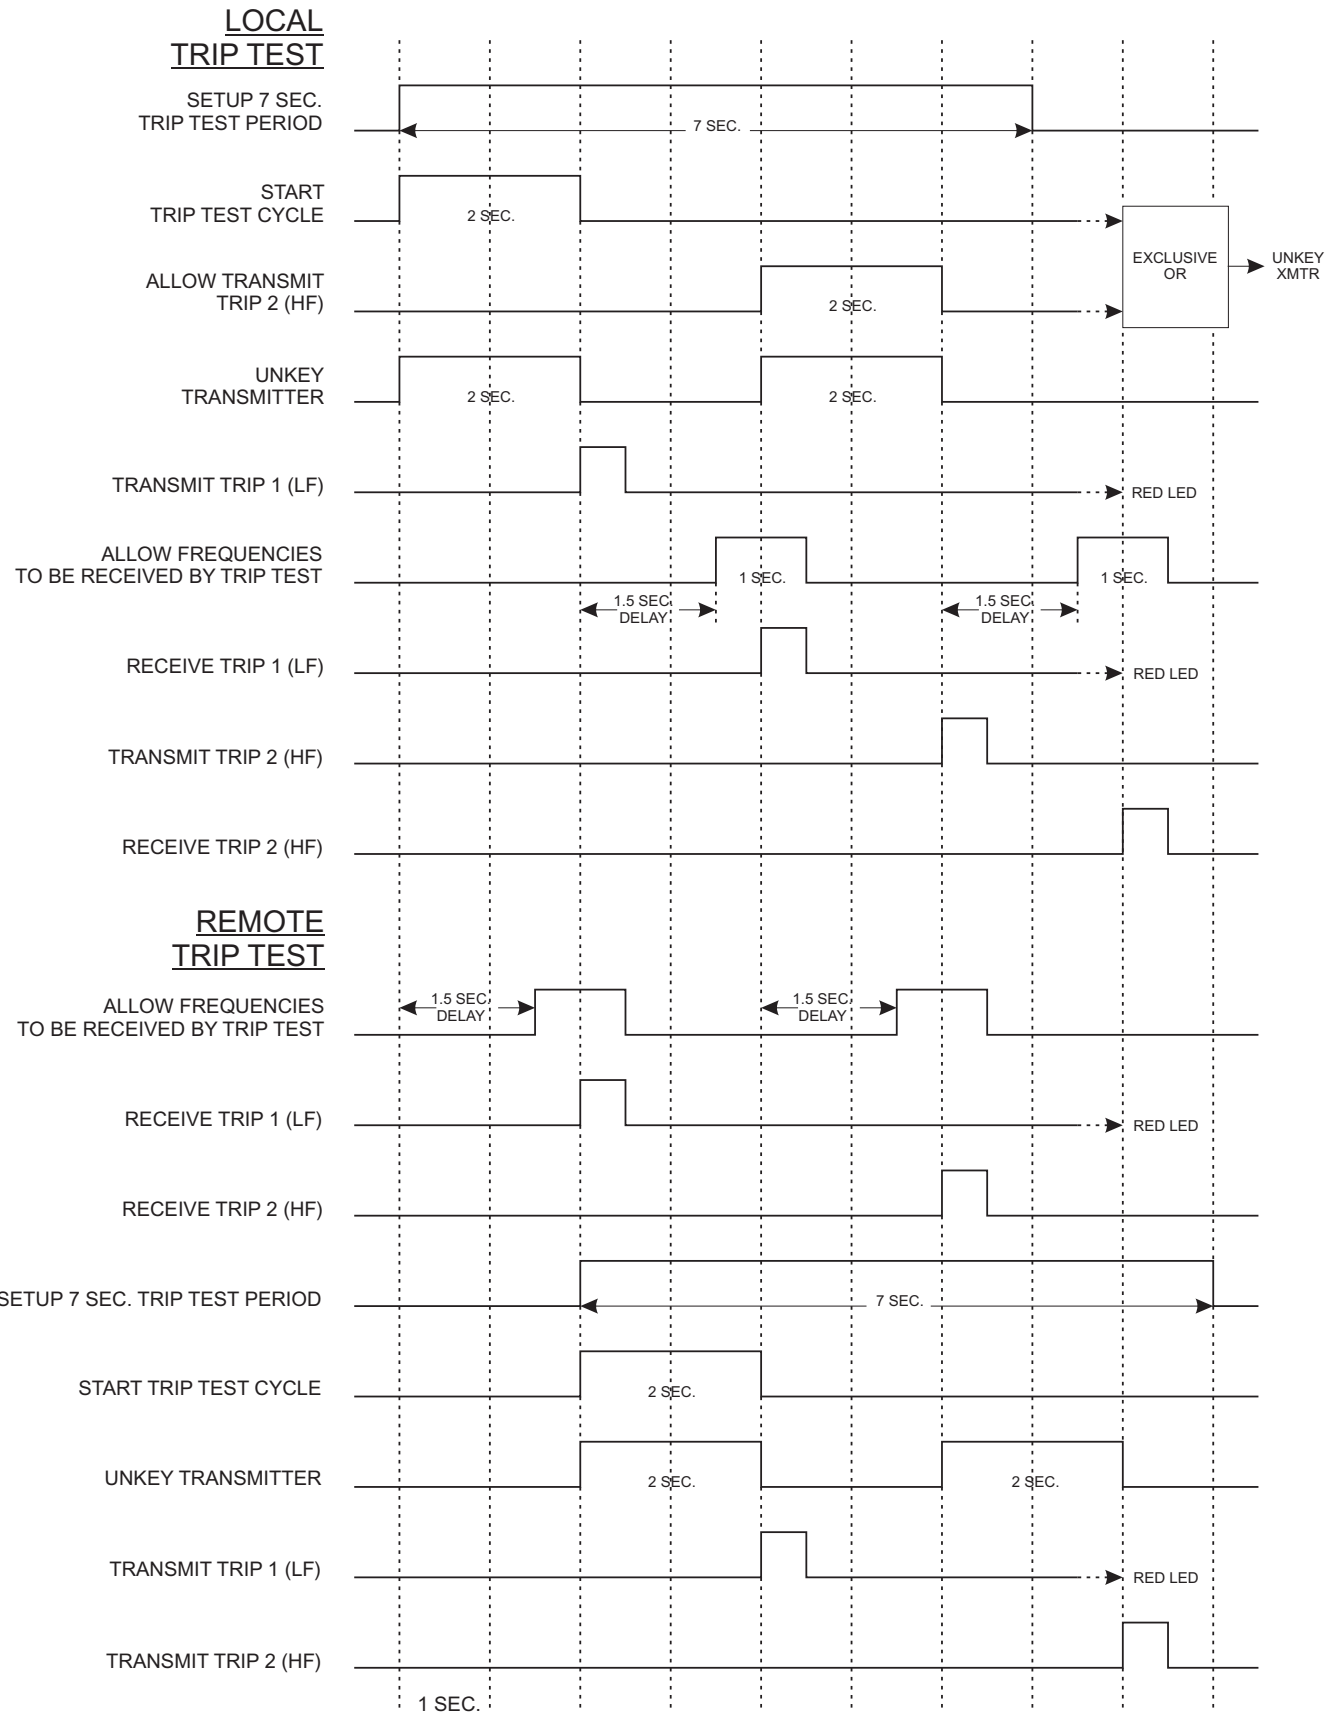 LOCAL
TRIP TEST
SETUP 7 SEC.
TRIP TEST PERIOD
7 SEC.
START
TRIP TEST CYCLE
2 SEC.
EXCLUSIVE
OR
UNKEY
XMTR
ALLOW TRANSMIT
TRIP 2 (HF)
2 SEC.
UNKEY
TRANSMITTER
2 SEC.
2 SEC.
TRANSMIT TRIP 1 (LF)
RED LED
ALLOW FREQUENCIES
TO BE RECEIVED BY TRIP TEST
1 SEC.
1 SEC.
1.5 SEC.
DELAY
1.5 SEC.
DELAY
RECEIVE TRIP 1 (LF)
RED LED
TRANSMIT TRIP 2 (HF)
RECEIVE TRIP 2 (HF)
REMOTE
TRIP TEST
ALLOW FREQUENCIES
TO BE RECEIVED BY TRIP TEST
1.5 SEC.
DELAY
1.5 SEC.
DELAY
RECEIVE TRIP 1 (LF)
RED LED
RECEIVE TRIP 2 (HF)
SETUP 7 SEC. TRIP TEST PERIOD
7 SEC.
START TRIP TEST CYCLE
2 SEC.
UNKEY TRANSMITTER
2 SEC.
2 SEC.
TRANSMIT TRIP 1 (LF)
RED LED
TRANSMIT TRIP 2 (HF)
1 SEC.